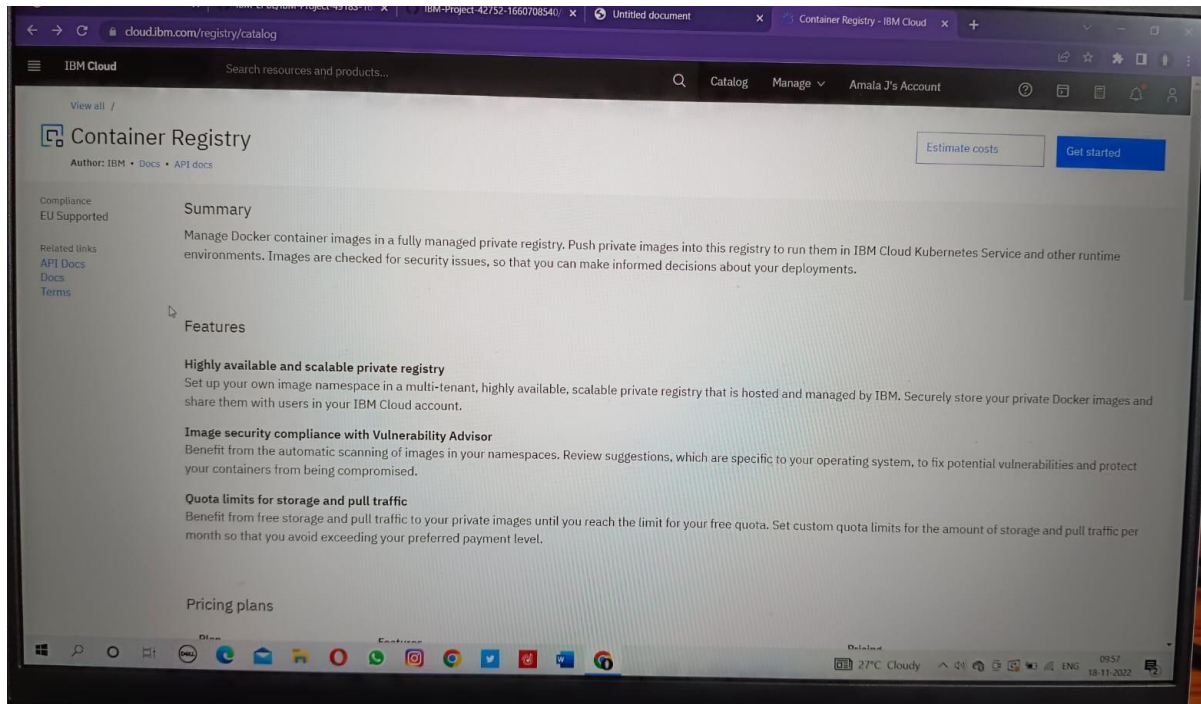 IBM-Project-42752-1660708540/
Untitled document
Container Registry - IBM Cloud
cloud.ibm.com/registry/catalog
IBM Cloud
Search resources and products...
Catalog
Manage
Amala J's Account
View all /
Container Registry
Author: IBM • Docs • API docs
Estimate costs
Get started
Compliance
EU Supported
Related links
API Docs
Docs
Terms
Summary
Manage Docker container images in a fully managed private registry. Push private images into this registry to run them in IBM Cloud Kubernetes Service and other runtime
environments. Images are checked for security issues, so that you can make informed decisions about your deployments.
Features
Highly available and scalable private registry
Set up your own image namespace in a multi-tenant, highly available, scalable private registry that is hosted and managed by IBM. Securely store your private Docker images and
share them with users in your IBM Cloud account.
Image security compliance with Vulnerability Advisor
Benefit from the automatic scanning of images in your namespaces. Review suggestions, which are specific to your operating system, to fix potential vulnerabilities and protect
your containers from being compromised.
Quota limits for storage and pull traffic
Benefit from free storage and pull traffic to your private images until you reach the limit for your free quota. Set custom quota limits for the amount of storage and pull traffic per
month so that you avoid exceeding your preferred payment level.
Pricing plans
DELL
27°C Cloudy
ENG
09:57
18-11-2022